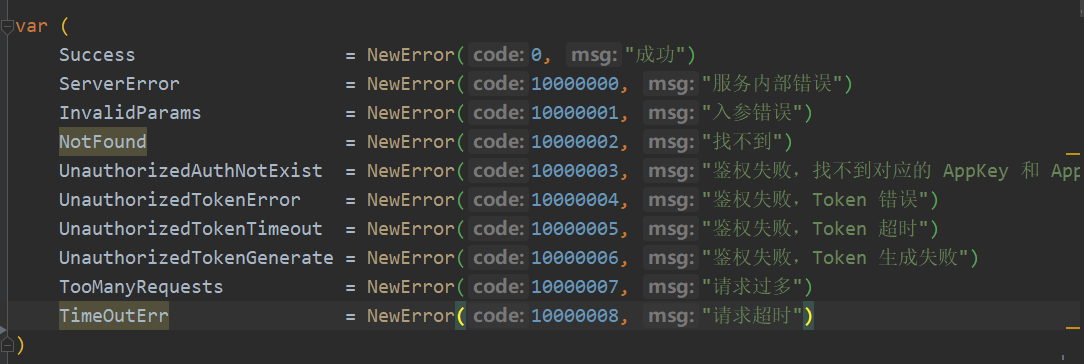 var (
Success = NewError( code: 0, msg: "成功")
ServerError = NewError( code: 10000000, msg: "服务内部错误")
InvalidParams = NewError( code: 10000001, msg: "入参错误")
NotFound = NewError( code: 10000002, msg: "找不到")
UnauthorizedAuthNotExist = NewError( code: 10000003, msg: "鉴权失败，找不到对应的 AppKey 和 App
UnauthorizedTokenError = NewError( code: 10000004, msg: "鉴权失败，Token 错误")
UnauthorizedTokenTimeout = NewError( code: 10000005, msg: "鉴权失败，Token 超时")
UnauthorizedTokenGenerate = NewError( code: 10000006, msg: "鉴权失败，Token 生成失败")
TooManyRequests = NewError( code: 10000007, msg: "请求过多")
TimeOutErr = NewError( code: 10000008, msg: "请求超时")
)